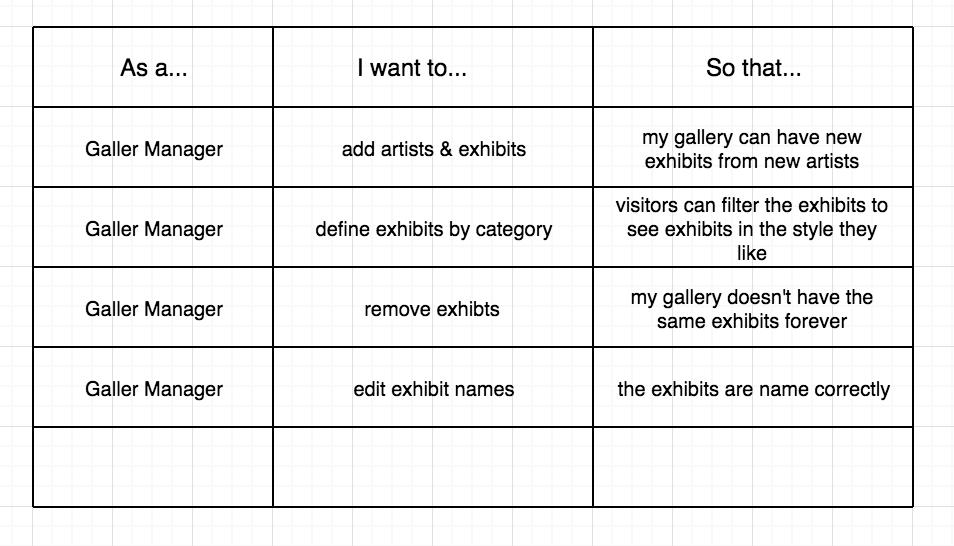 As a...
I want to...
So that...
Galler Manager
add artists & exhibits
my gallery can have new
exhibits from new artists
Galler Manager
define exhibits by category
visitors can filter the exhibits to
see exhibits in the style they
like
Galler Manager
remove exhibts
my gallery doesn't have the
same exhibits forever
Galler Manager
edit exhibit names
the exhibits are name correctly